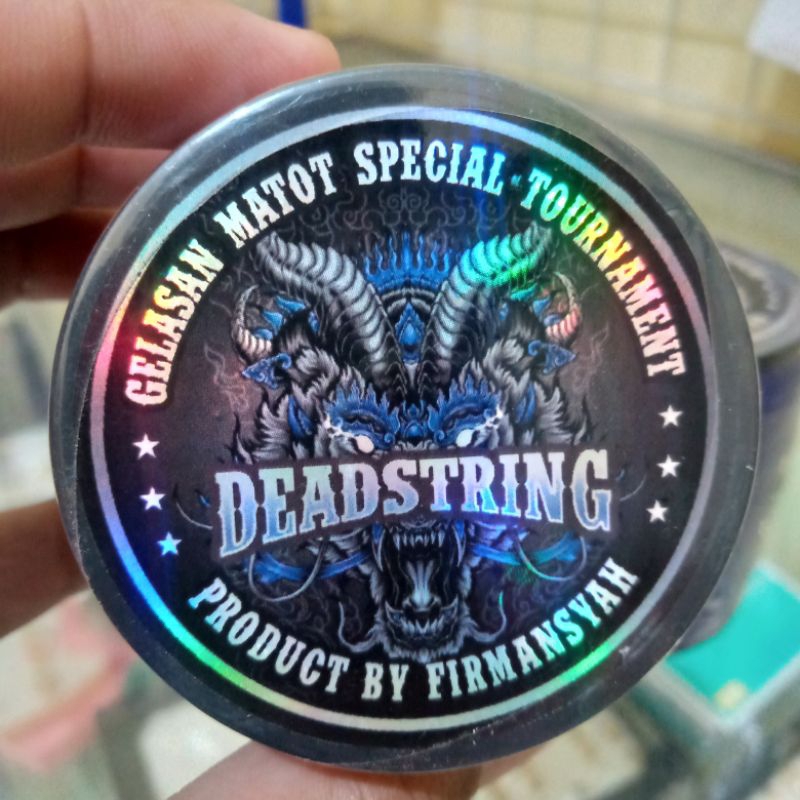 GELASAN MATOT SPECIAL TOURNAMENT
DEADSTRING
PRODUCT BY FIRMANSYAH